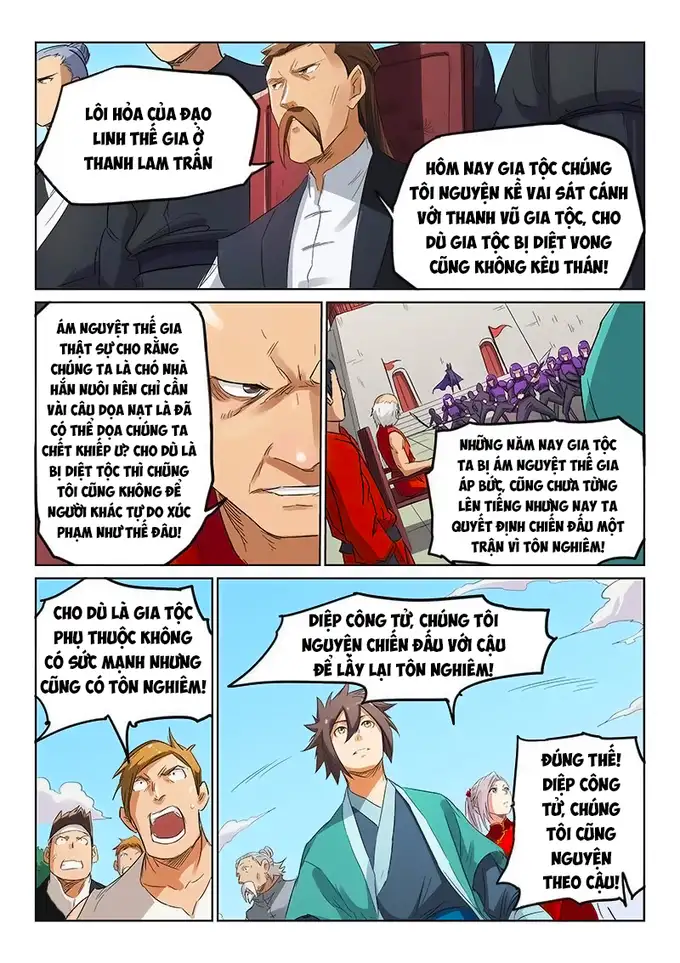 LÔI HỎA CỦA ĐẠO
LINH THẾ GIA Ở
THANH LAM TRẤN
HÔM NAY GIA TỘC CHÚNG
TÔI NGUYỆN KỀ VAI SÁT CÁNH
VỚI THANH VŨ GIA TỘC, CHO
DÙ GIA TỘC BỊ DIỆT VONG
CŨNG KHÔNG KÊU THÁN!
ÁM NGUYỆT THẾ GIA
THẬT SỰ CHO RẰNG
CHÚNG TA LÀ CHÓ NHÀ
HẮN NUÔI NÊN CHỈ CẦN
VÀI CÂU DỌA NẠT LÀ ĐÃ
CÓ THỂ DỌA CHÚNG TA
CHẾT KHIẾP Ư? CHO DÙ LÀ
BỊ DIỆT TỘC THÌ CHŨNG
TÔI CŨNG KHÔNG ĐỂ
NGƯỜI KHÁC TỰ DO XÚC
PHẠM NHƯ THẾ ĐÂU!
NHỮNG NĂM NAY GIA TỘC
TA BỊ ÁM NGUYỆT THẾ GIA
ÁP BỨC, CŨNG CHƯA TỪNG
LÊN TIẾNG NHƯNG NAY TA
QUYẾT ĐỊNH CHIẾN ĐẤU MỘT
TRẬN VÌ TÔN NGHIÊM!
CHO DÙ LÀ GIA TỘC
PHỤ THUỘC KHÔNG
CÓ SỨC MẠNH NHƯNG
CŨNG CÓ TÔN NGHIÊM!
DIỆP CÔNG TỬ, CHÚNG TÔI
NGUYỆN CHIẾN ĐẤU VỚI CẬU
ĐỂ LẤY LẠI TÔN NGHIÊM!
ĐÚNG THẾ!
DIỆP CÔNG
TỬ, CHÚNG
TÔI CŨNG
NGUYỆN
THEO CẬU!